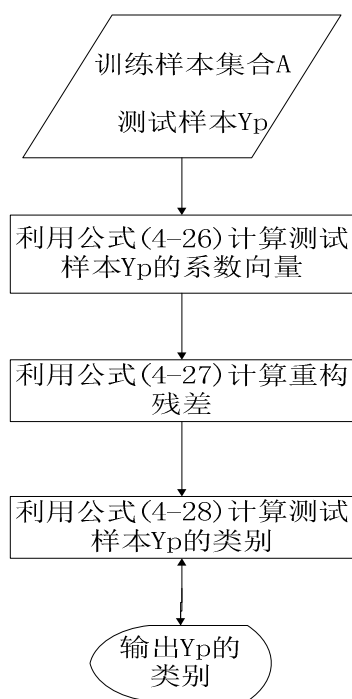 训练样本集合A
测试样本Yp
利用公式(4-26)计算测试
样本Yp的系数向量
利用公式(4-27)计算重构
残差
利用公式(4-28)计算测试
样本Yp的类别
输出Yp的
类别